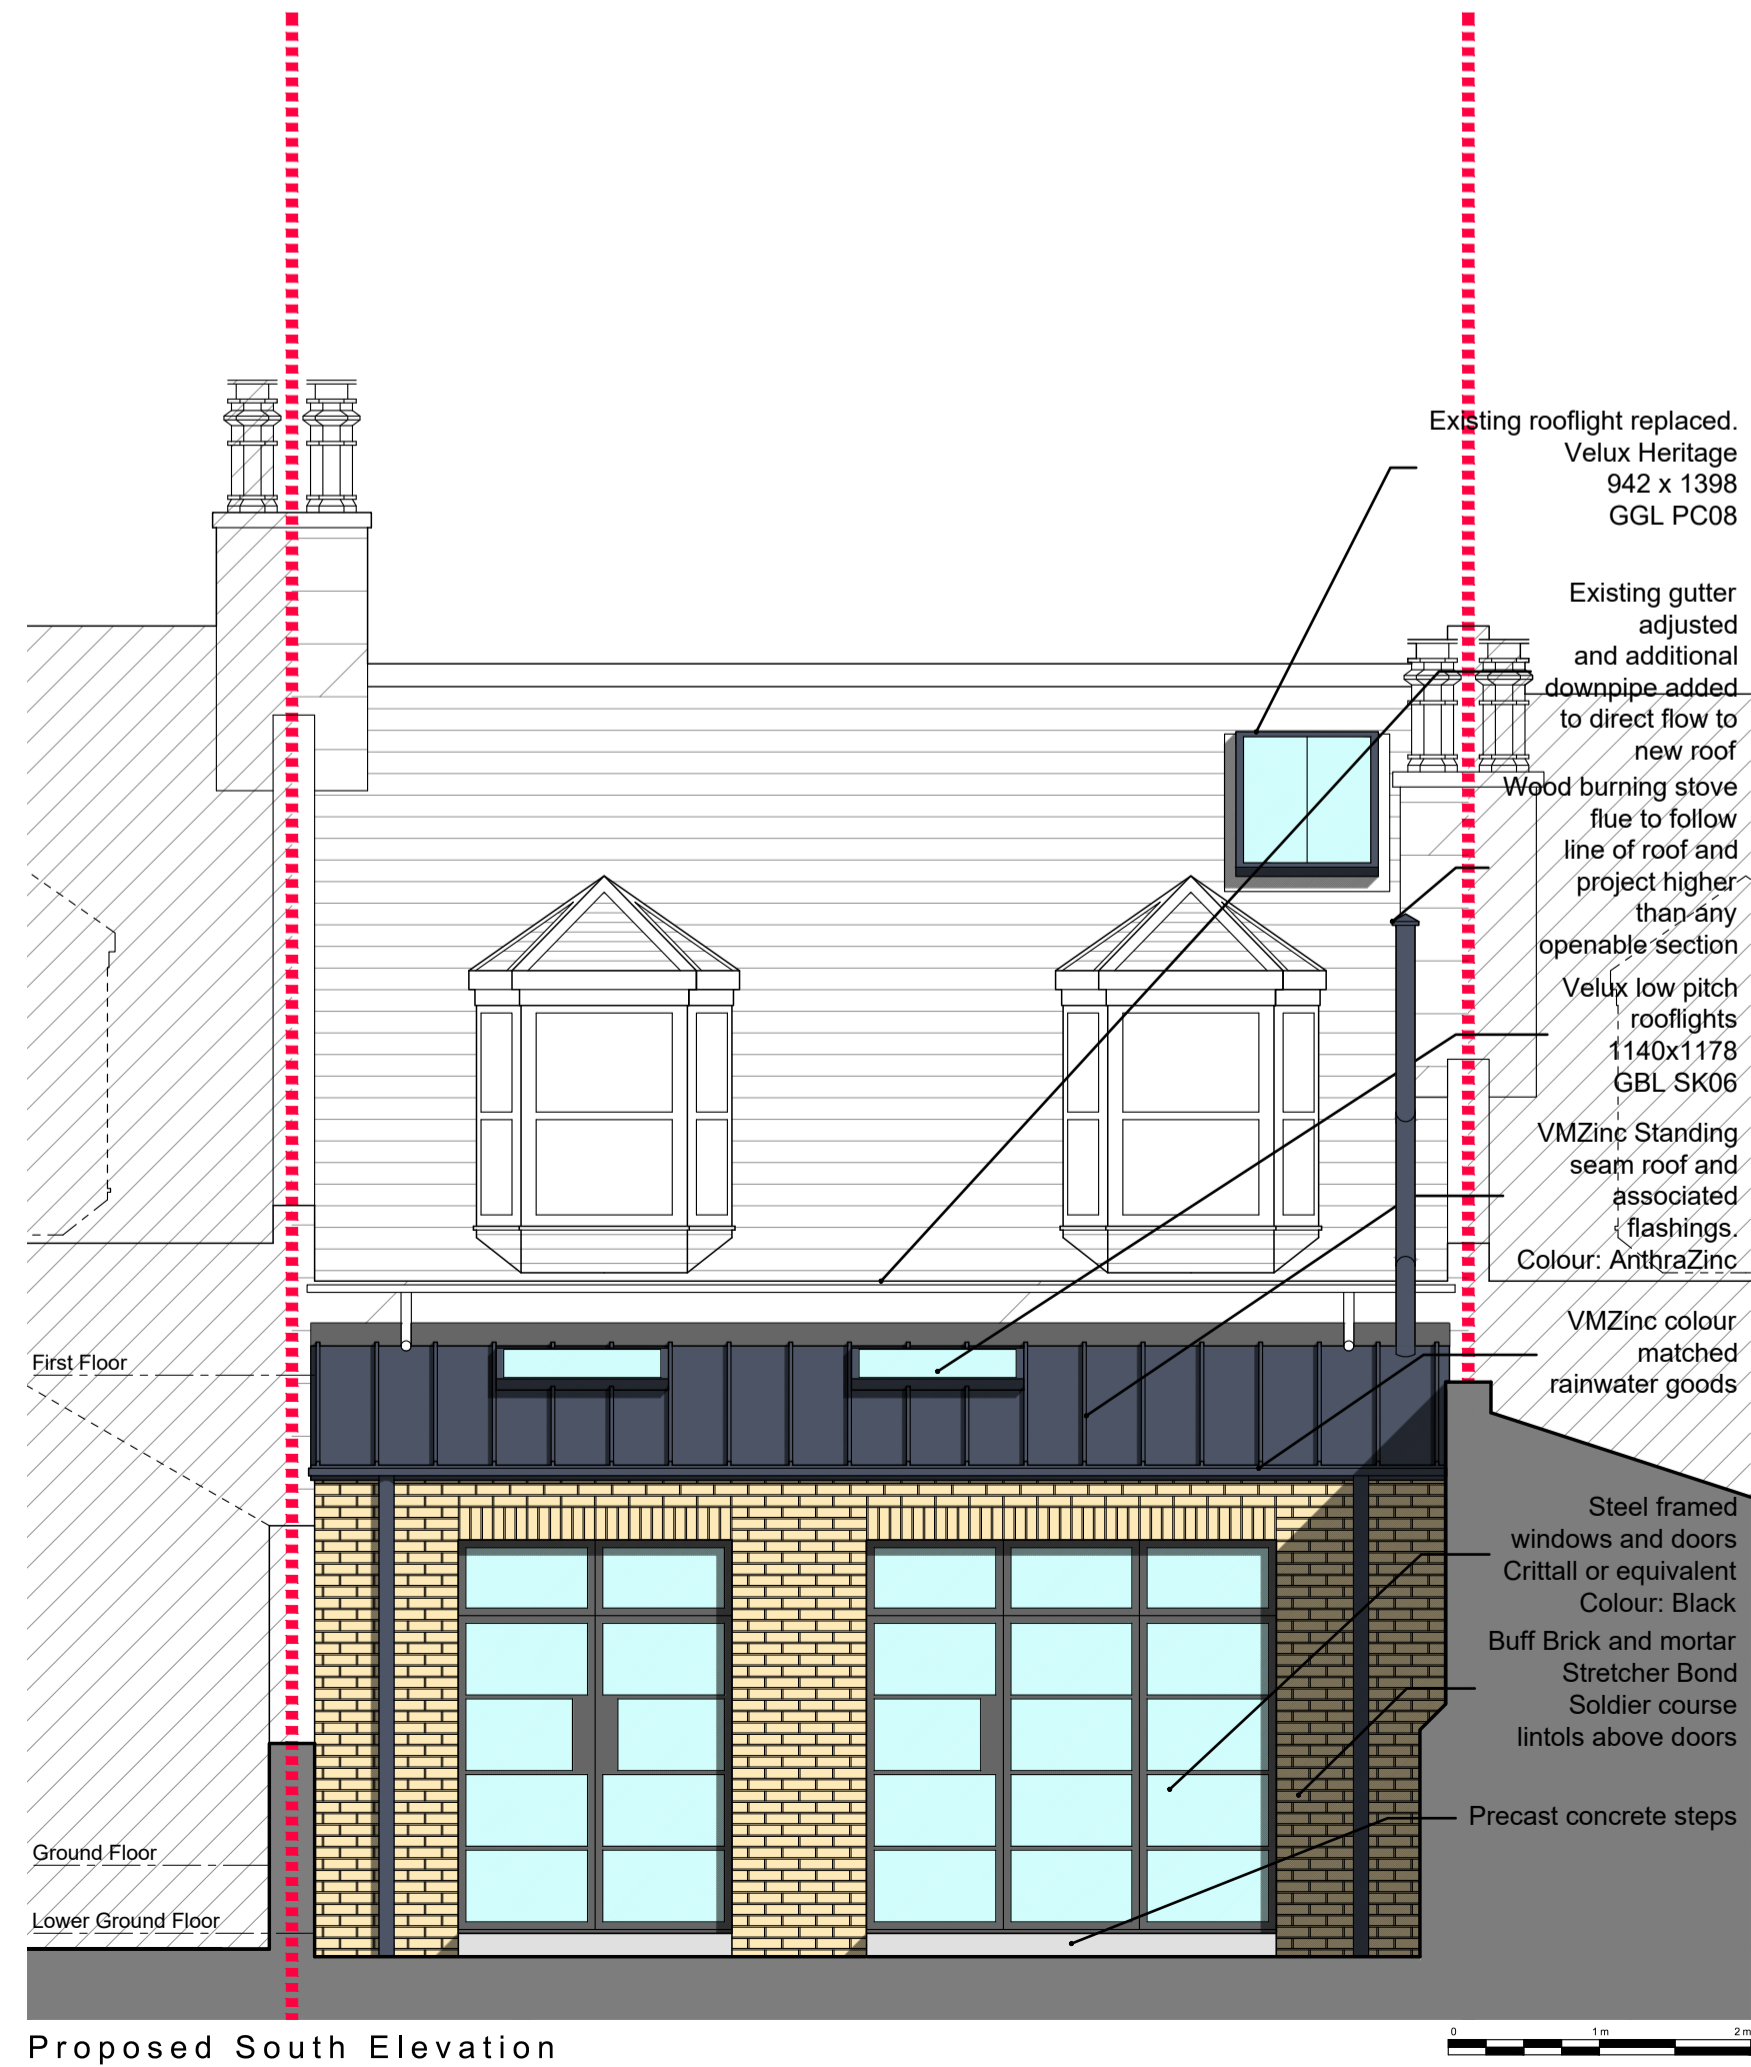 Existing rooflight replaced.
Velux Heritage
942 x 1398
GGL PC08
Existing gutter
adjusted
and additional
downpipe added
to direct flow to
new roof
Wood burning stove
flue to follow
line of roof and
project higher
than any
openable section
Velux low pitch
rooflights
1140x1178
GBL SK06
VMZinc Standing
seam roof and
associated
flashings.
Colour: AnthraZinc
VMZinc colour
matched
rainwater goods
First Floor
Steel framed
windows and doors
Crittall or equivalent
Colour: Black
Buff Brick and mortar
Stretcher Bond
Soldier course
lintols above doors
Precast concrete steps
Ground Floor
Lower Ground Floor
Proposed South Elevation
0 1 m 2 m